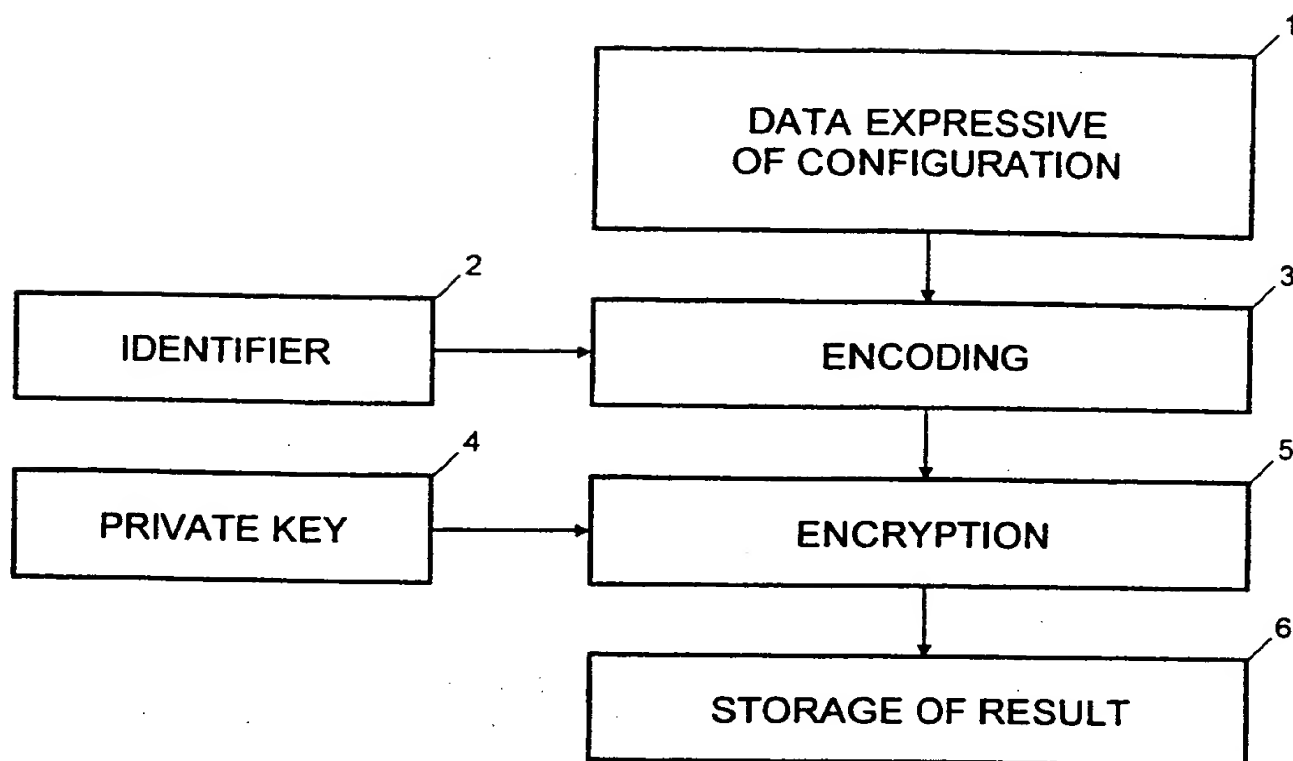 1
DATA EXPRESSIVE
OF CONFIGURATION
2
IDENTIFIER
3
ENCODING
4
PRIVATE KEY
5
ENCRYPTION
6
STORAGE OF RESULT